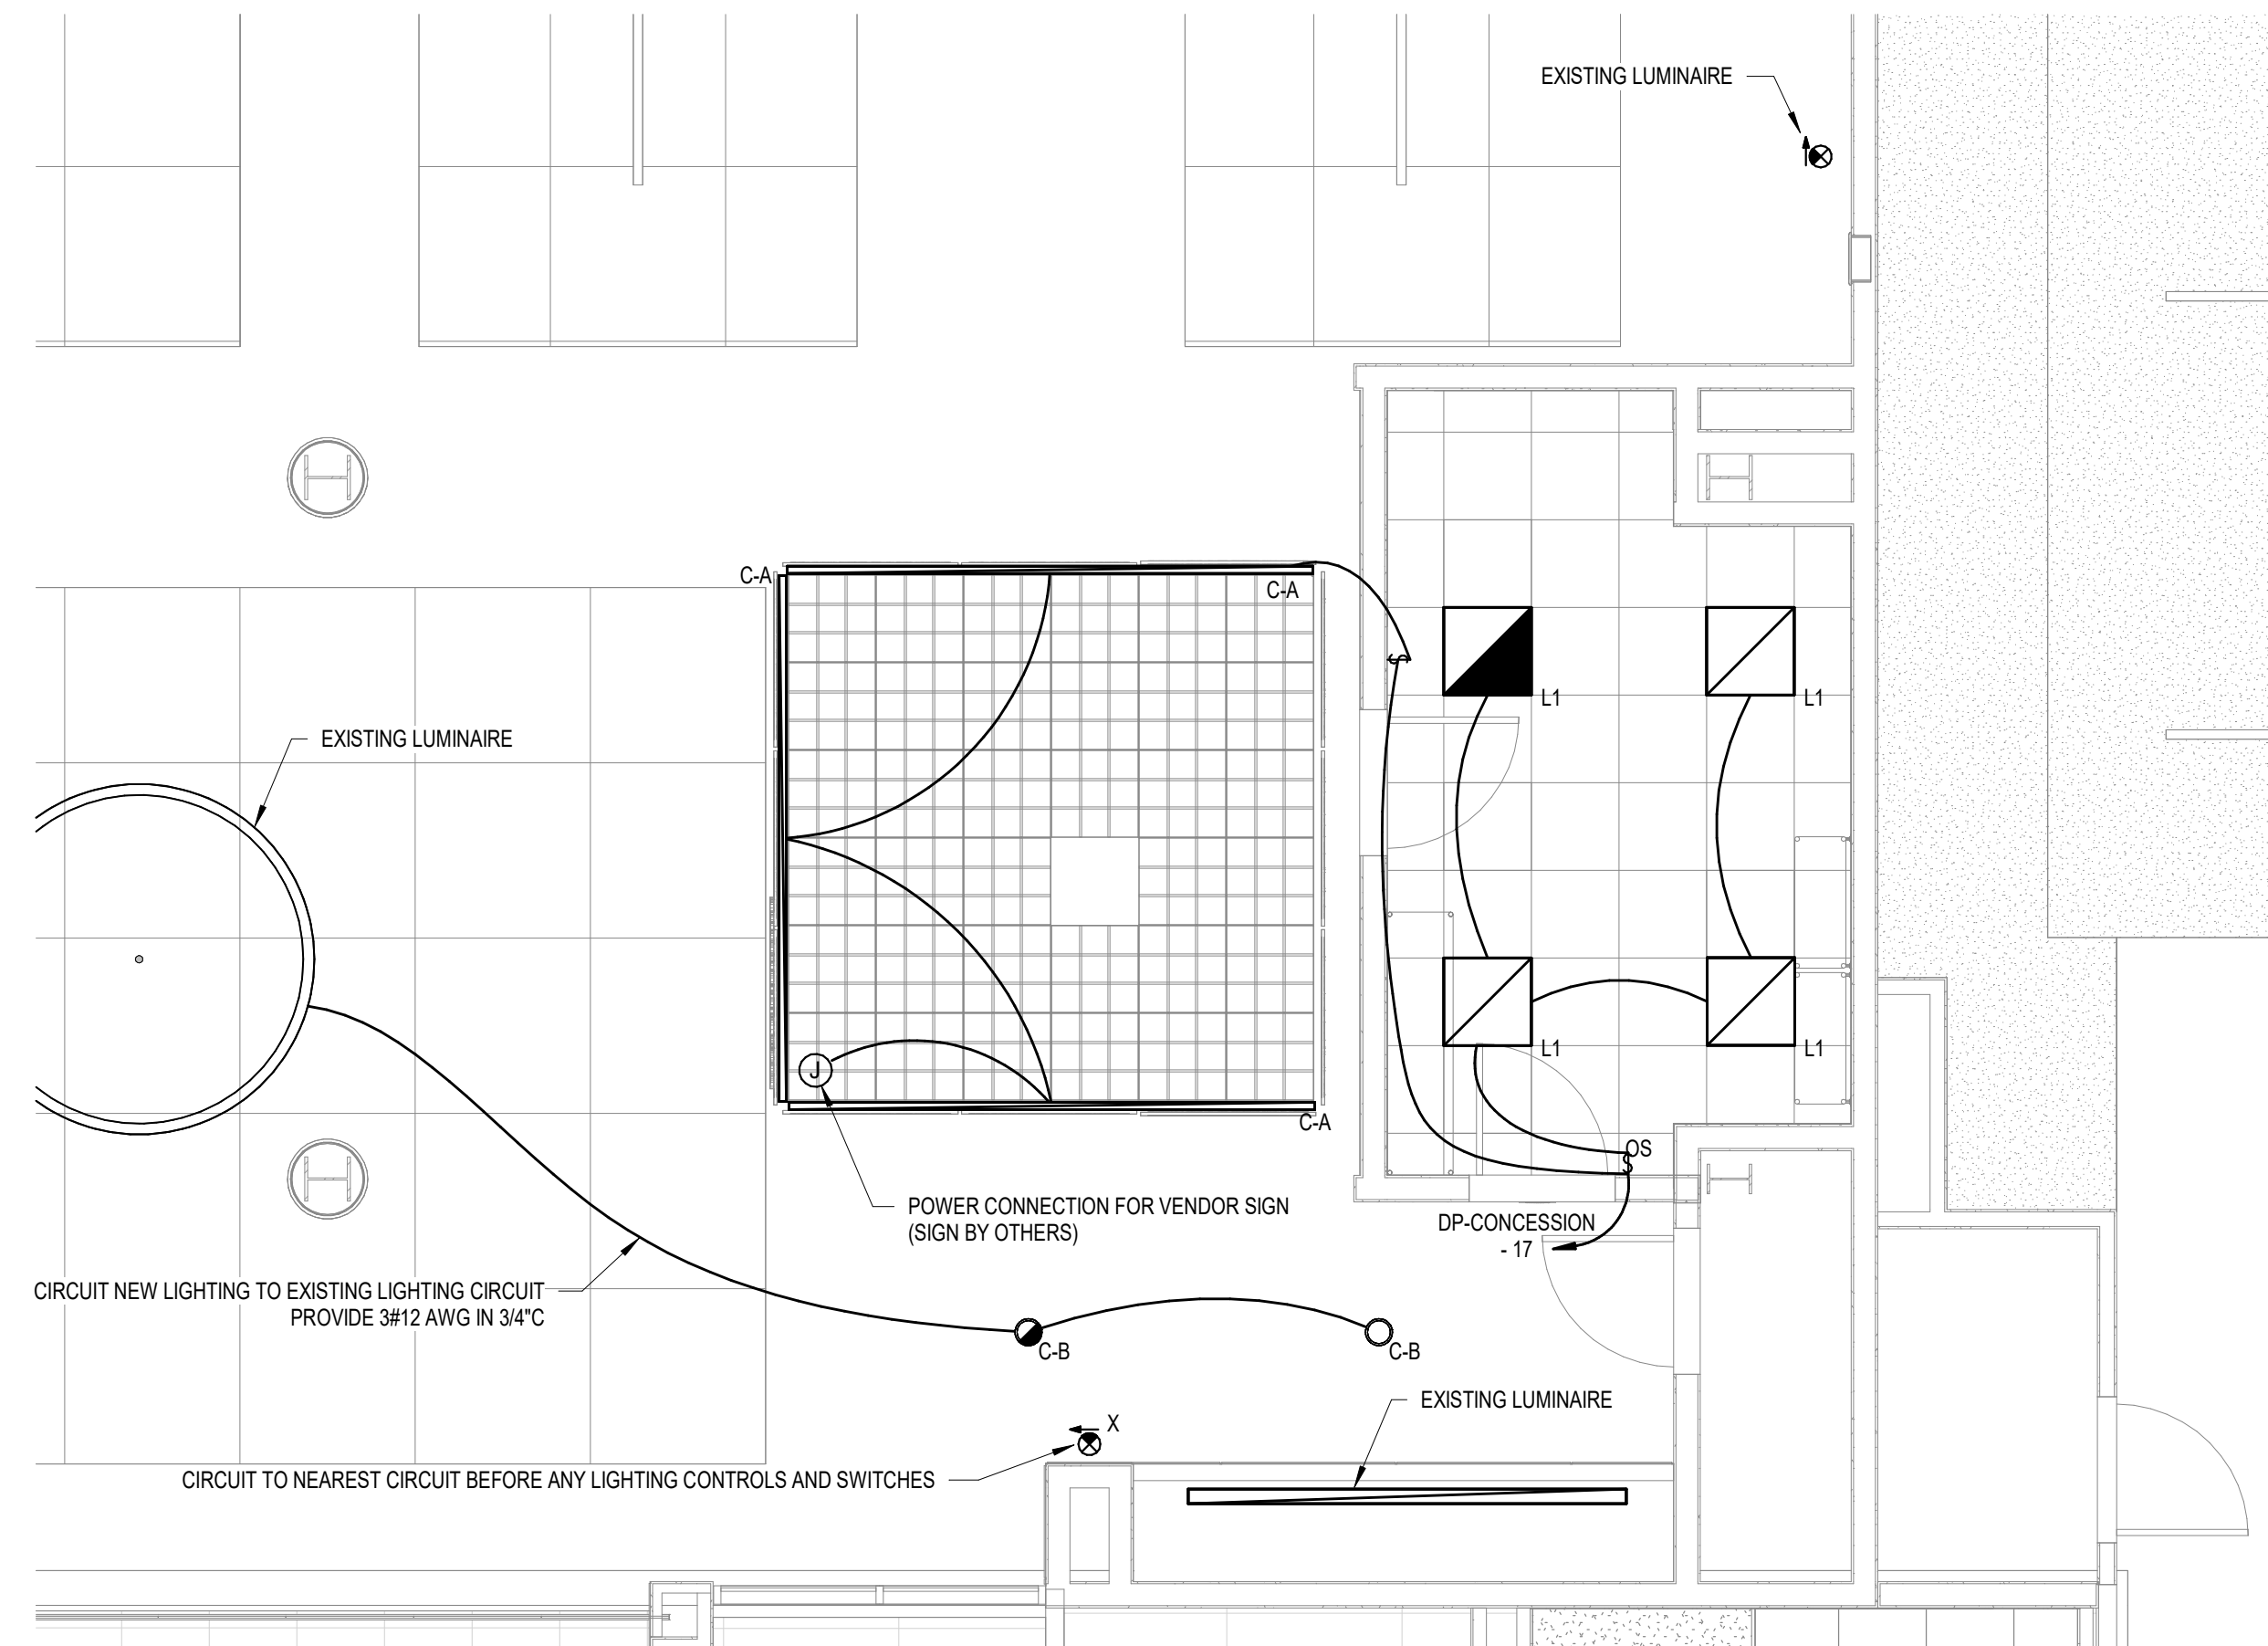 EXISTING LUMINAIRE
C-A
C-A
S
L1
L1
EXISTING LUMINAIRE
L1
L1
J
C-A
OS
S
POWER CONNECTION FOR VENDOR SIGN
(SIGN BY OTHERS)
DP-CONCESSION
- 17
CIRCUIT NEW LIGHTING TO EXISTING LIGHTING CIRCUIT
PROVIDE 3#12 AWG IN 3/4"C
C-B
C-B
EXISTING LUMINAIRE
X
CIRCUIT TO NEAREST CIRCUIT BEFORE ANY LIGHTING CONTROLS AND SWITCHES